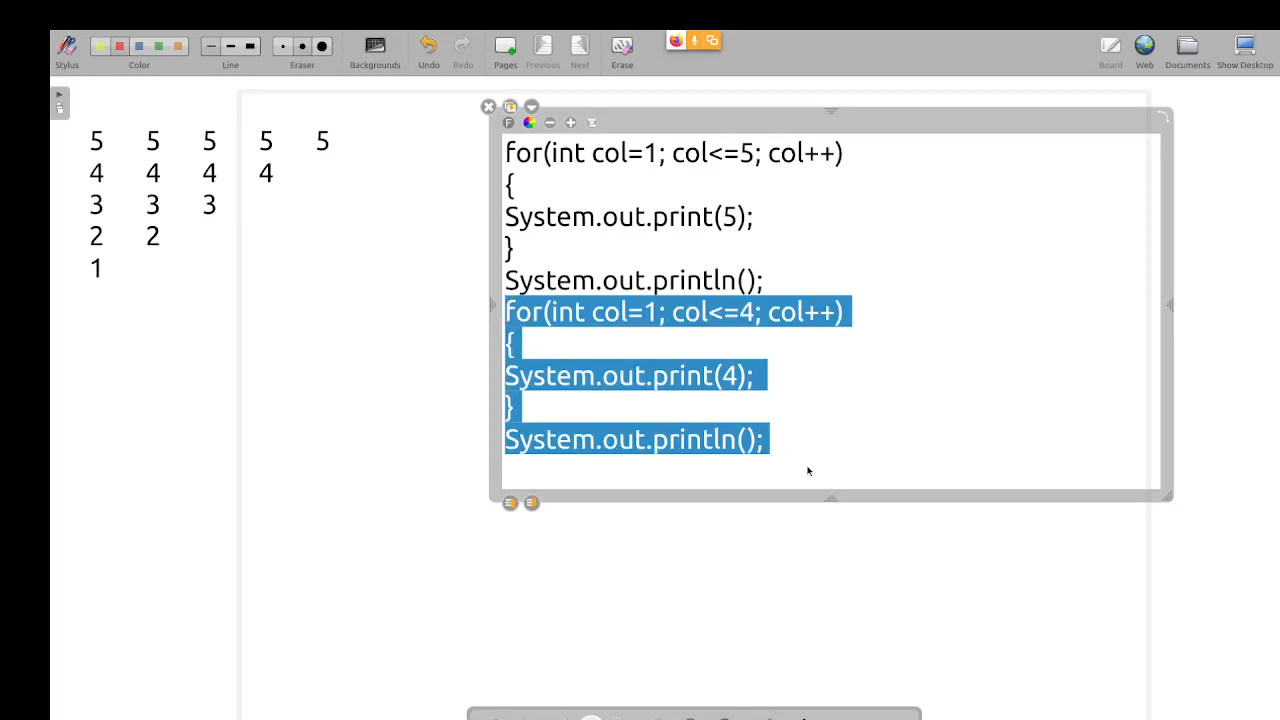 Stylus Color Line Eraser Backgrounds Undo Redo Pages Previous Next Erase Board Web Documents Show Desktop
5 5 5 5 5
4 4 4 4
3 3 3
2 2
1
F
for(int col=1; col<=5; col++)
{
System.out.print(5);
}
System.out.println();
for(int col=1; col<=4; col++)
{
System.out.print(4);
}
System.out.println();